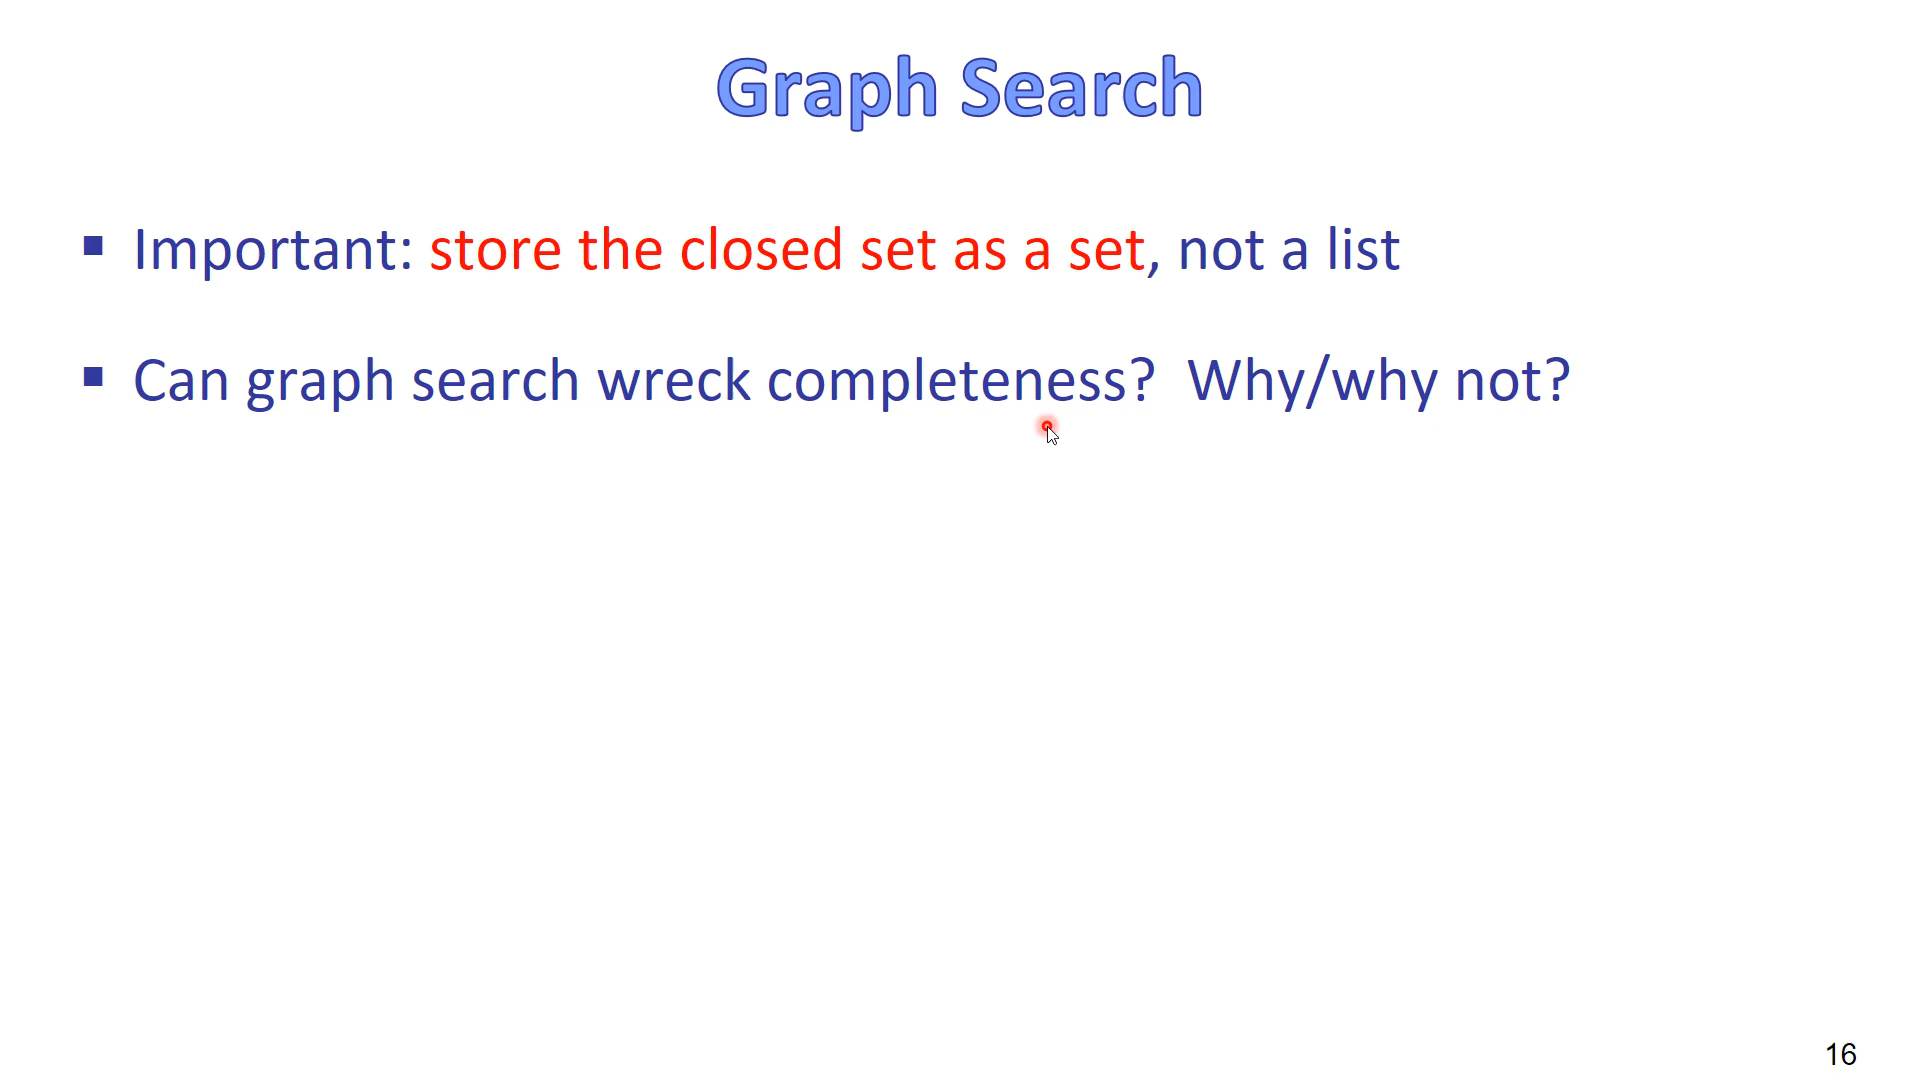 Graph Search
▪ Important: store the closed set as a set, not a list
▪ Can graph search wreck completeness? Why/why not?
16